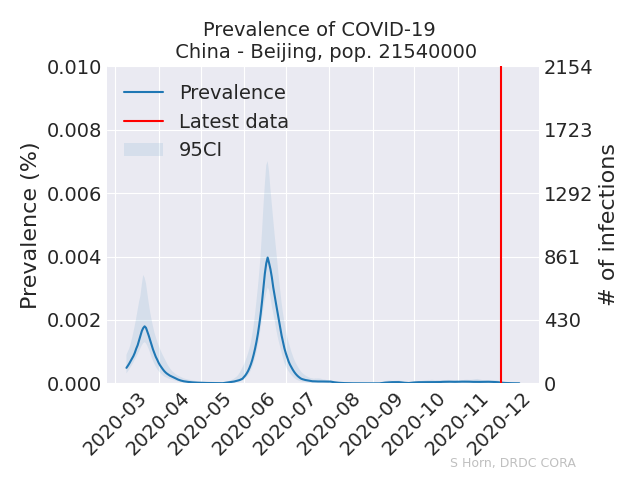 Prevalence of COVID-19
China - Beijing, pop. 21540000
Prevalence
Latest data
95CI
Prevalence (%)
0.010
0.008
0.006
0.004
0.002
0.000
2154
1723
1292
861
430
0
# of infections
2020-03
2020-04
2020-05
2020-06
2020-07
2020-08
2020-09
2020-10
2020-11
2020-12
S Horn, DRDC CORA